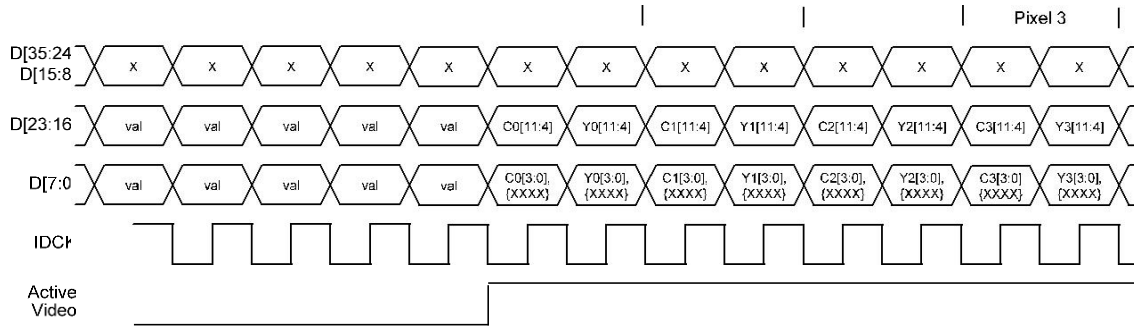 Pixel 3
D[35:24
D[15:8
X X X X X X X X X X X X X
D[23:16 val val val val val C0[11:4] Y0[11:4] C1[11:4] Y1[11:4] C2[11:4] Y2[11:4] C3[11:4] Y3[11:4]
C0[3:0], Y0[3:0], C1[3:0], Y1[3:0], C2[3:0], Y2[3:0], C3[3:0] Y3[3:0],
D[7:0 val val val val val
{XXXX} {XXXX} {XXXX} {XXXX} {XXXX] {XXXX} {XXXX} [XXXX}
IDCK
Active
Video